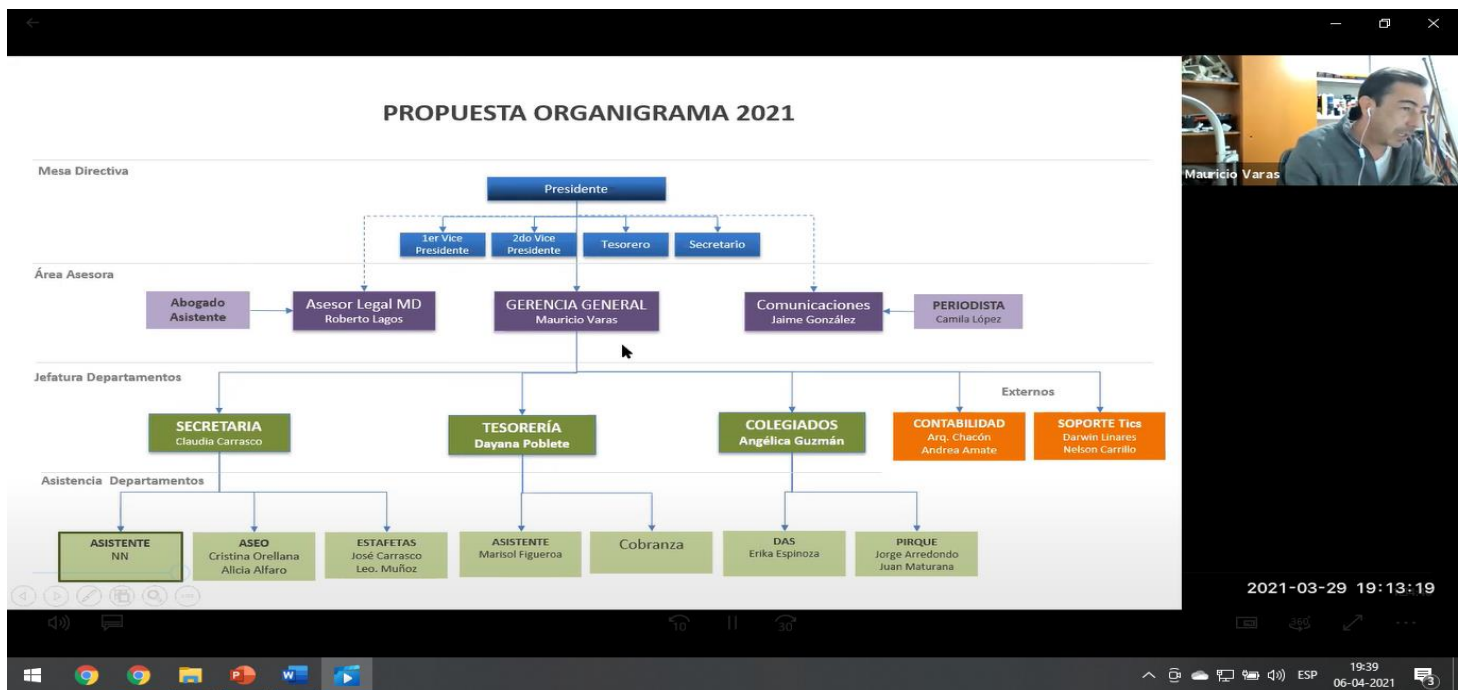 PROPUESTA ORGANIGRAMA 2021
Mesa Directiva
Presidente
1er Vice
Presidente
2do Vice
Presidente
Tesorero
Secretario
Mauricio Varas
Área Asesora
Abogado
Asistente
Asesor Legal MD
Roberto Lagos
GERENCIA GENERAL
Mauricio Varas
Comunicaciones
Jaime González
PERIODISTA
Camila López
Jefatura Departamentos
Externos
SECRETARIA
Claudia Carrasco
TESORERÍA
Dayana Poblete
COLEGIADOS
Angélica Guzmán
CONTABILIDAD
Arq. Chacón
Andrea Amate
SOPORTE Tics
Darwin Linares
Nelson Carrillo
Asistencia Departamentos
ASISTENTE
NN
ASEO
Cristina Orellana
Alicia Alfaro
ESTAFETAS
José Carrasco
Leo. Muñoz
ASISTENTE
Marisol Figueroa
Cobranza
DAS
Erika Espinoza
PIRQUE
Jorge Arredondo
Juan Maturana
2021-03-29 19:13:19
10
30
360
ESP
19:39
06-04-2021
3